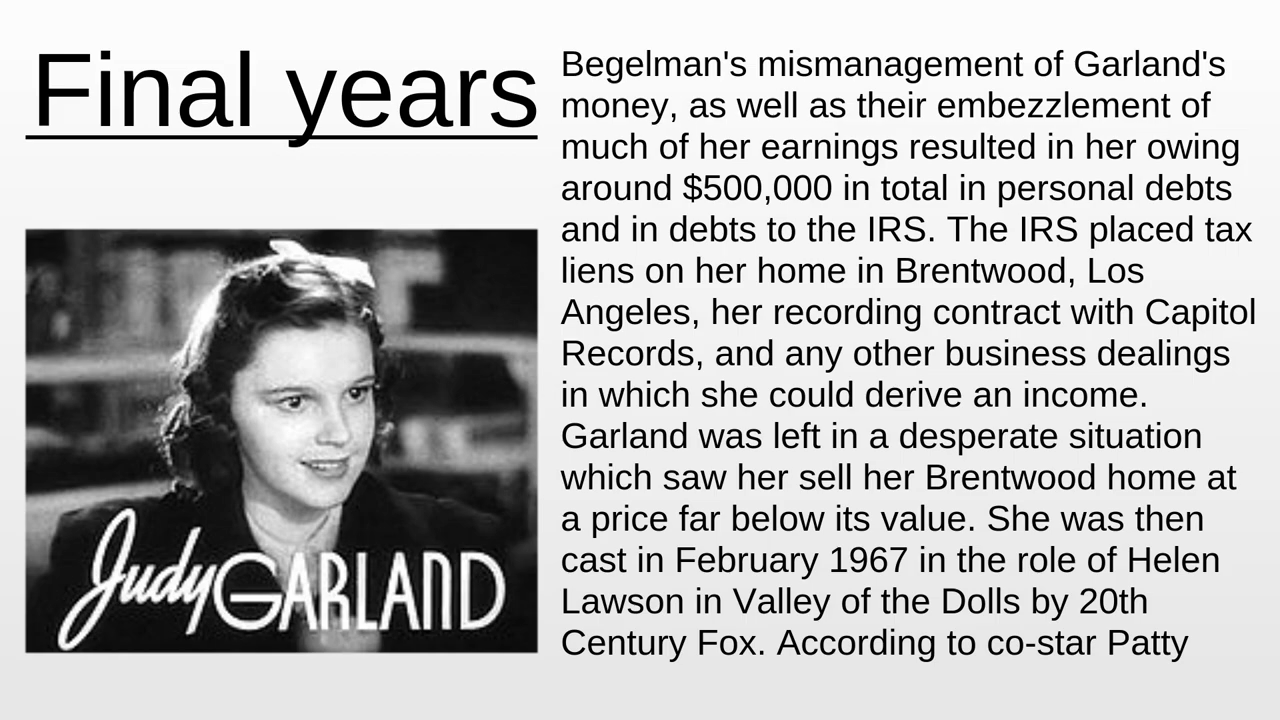 Final years
Judy GARLAND
Begelman's mismanagement of Garland's
money, as well as their embezzlement of
much of her earnings resulted in her owing
around $500,000 in total in personal debts
and in debts to the IRS. The IRS placed tax
liens on her home in Brentwood, Los
Angeles, her recording contract with Capitol
Records, and any other business dealings
in which she could derive an income.
Garland was left in a desperate situation
which saw her sell her Brentwood home at
a price far below its value. She was then
cast in February 1967 in the role of Helen
Lawson in Valley of the Dolls by 20th
Century Fox. According to co-star Patty